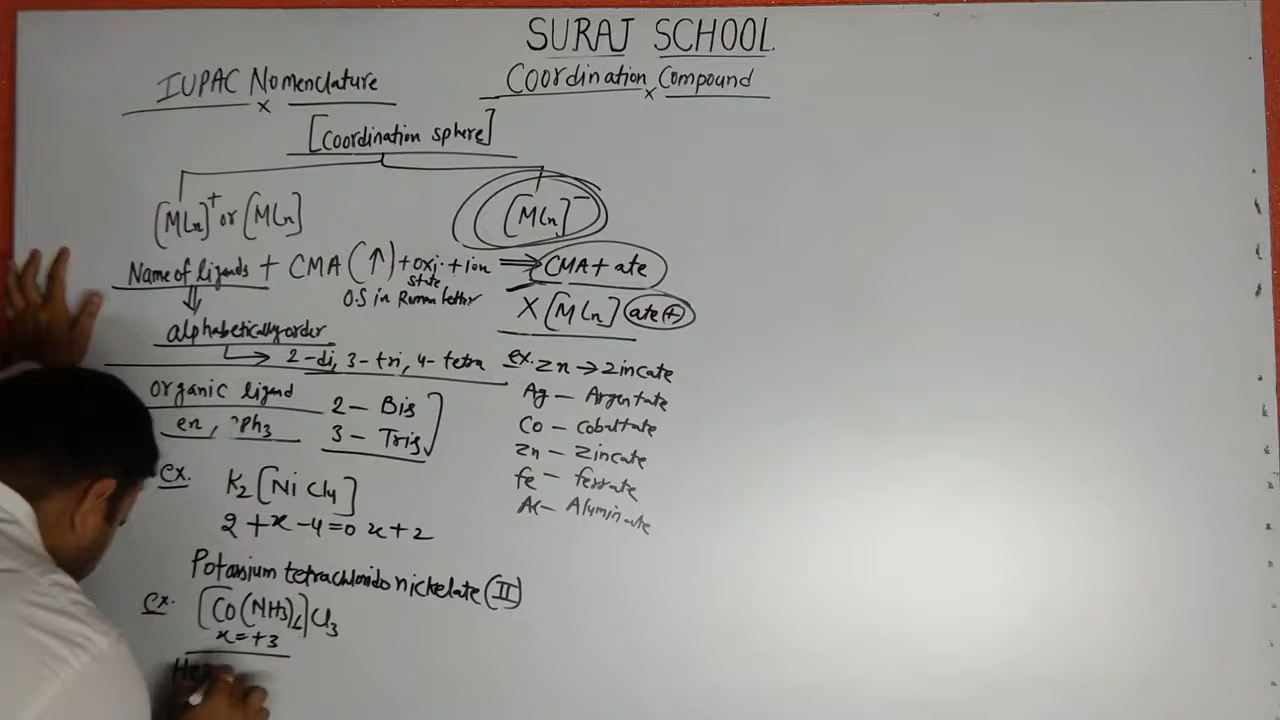 SURAJ SCHOOL
IUPAC Nomenclature
Coordination Compound
[Coordination sphere]
[MLn]⁺ or [MLn]
[MLn]⁻
Name of ligands + CMA (↑) + oxi. state + ion ⇒ CMA + ate
O.S in Roman letter
X [MLn] ate(+)
alphabetically order
→ 2-di, 3-tri, 4-tetra
ex. Zn → Zincate
Ag — Argentate
Co — Cobaltate
Zn — Zincate
fe — ferrate
Al — Aluminate
organic ligand
en, PPh3
2 — Bis
3 — Tris
ex. K2[NiCl4]
2 + x - 4 = 0 x + 2
Potassium tetrachlorido nickelate (II)
ex. [Co(NH3)6]Cl3
x = +3